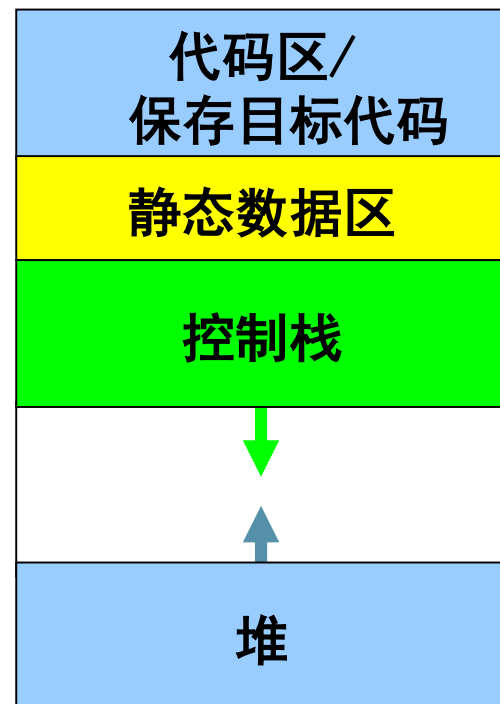 代码区/
保存目标代码
静态数据区
控制栈
堆